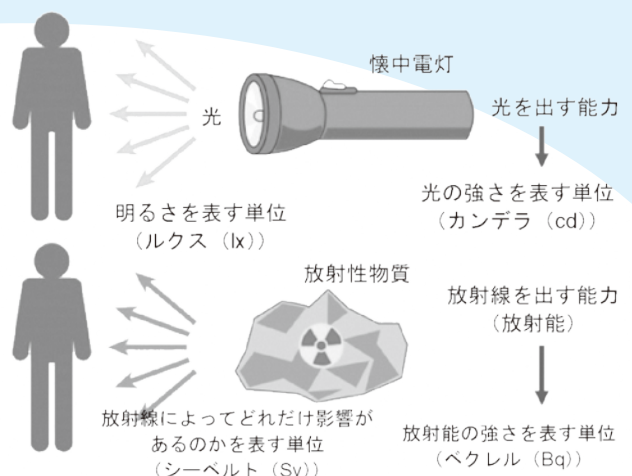 懐中電灯
光
光を出す能力
明るさを表す単位
（ルクス（lx））
光の強さを表す単位
（カンデラ（cd））
放射性物質
放射線を出す能力
（放射能）
放射線によってどれだけ影響が
あるのかを表す単位
（シーベルト（Sv））
放射能の強さを表す単位
（ベクレル（Bq））